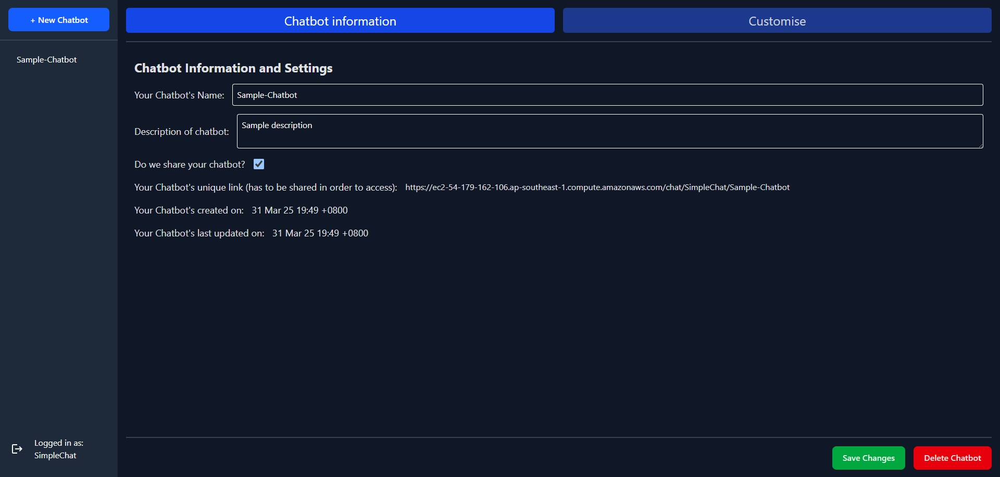 + New Chatbot
Sample-Chatbot
Logged in as:
SimpleChat
Chatbot information
Customise
Chatbot Information and Settings
Your Chatbot's Name: Sample-Chatbot
Description of chatbot: Sample description
Do we share your chatbot?
Your Chatbot's unique link (has to be shared in order to access): https://ec2-54-179-162-106.ap-southeast-1.compute.amazonaws.com/chat/SimpleChat/Sample-Chatbot
Your Chatbot's created on: 31 Mar 25 19:49 +0800
Your Chatbot's last updated on: 31 Mar 25 19:49 +0800
Save Changes
Delete Chatbot